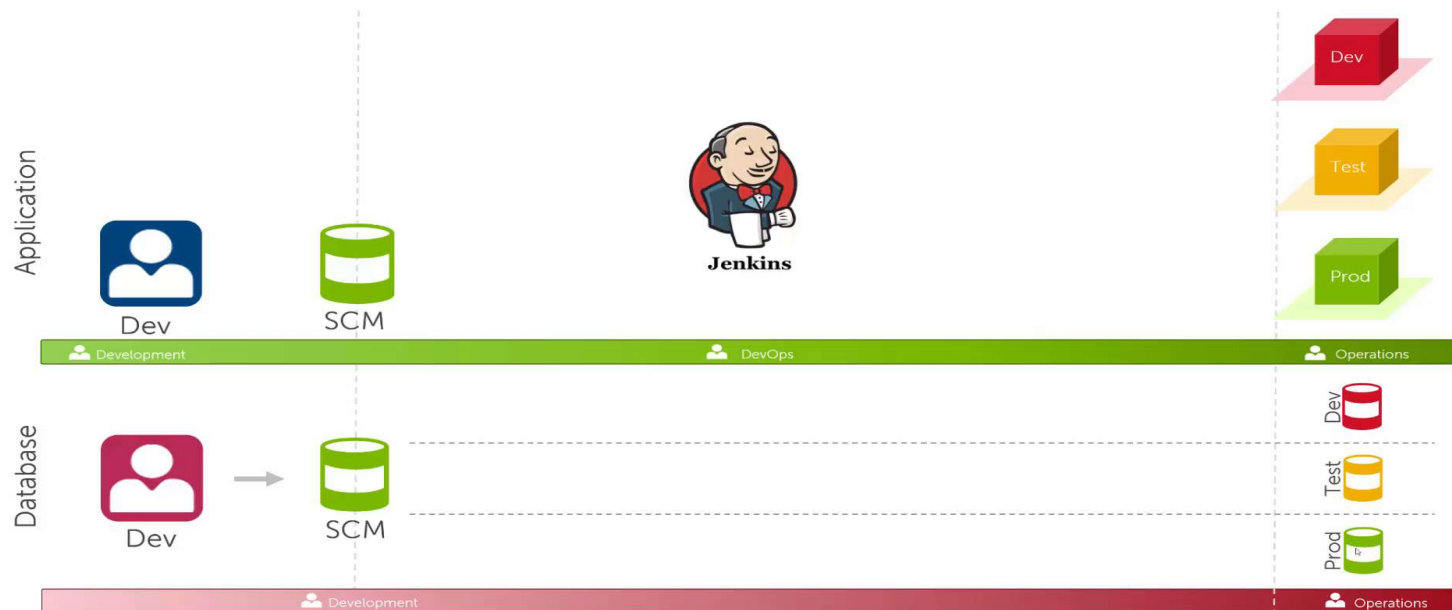 Application
Dev
SCM
Jenkins
Dev
Test
Prod
Development
DevOps
Operations
Database
Dev
SCM
Dev
Test
Prod
Development
Operations